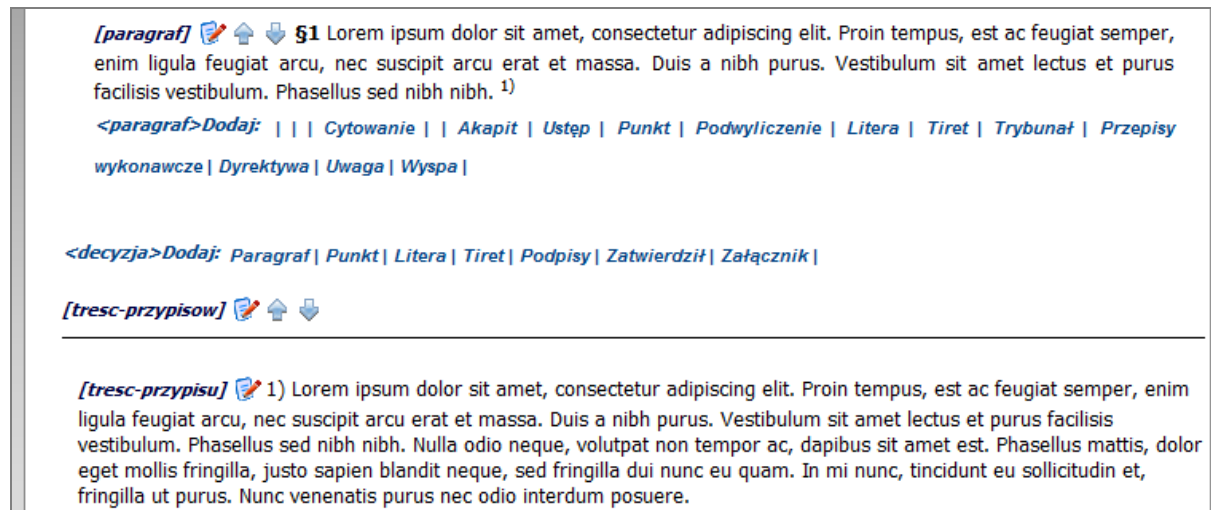 [paragraf] §1 Lorem ipsum dolor sit amet, consectetur adipiscing elit. Proin tempus, est ac feugiat semper,
enim ligula feugiat arcu, nec suscipit arcu erat et massa. Duis a nibh purus. Vestibulum sit amet lectus et purus
facilisis vestibulum. Phasellus sed nibh nibh. 1)
<paragraf>Dodaj: | | | Cytowanie | | Akapit | Ustęp | Punkt | Podwyliczenie | Litera | Tiret | Trybunał | Przepisy
wykonawcze | Dyrektywa | Uwaga | Wyspa |
<decyzja>Dodaj: Paragraf | Punkt | Litera | Tiret | Podpisy | Zatwierdził | Załącznik |
[tresc-przypisow]
[tresc-przypisu] 1) Lorem ipsum dolor sit amet, consectetur adipiscing elit. Proin tempus, est ac feugiat semper, enim
ligula feugiat arcu, nec suscipit arcu erat et massa. Duis a nibh purus. Vestibulum sit amet lectus et purus facilisis
vestibulum. Phasellus sed nibh nibh. Nulla odio neque, volutpat non tempor ac, dapibus sit amet est. Phasellus mattis, dolor
eget mollis fringilla, justo sapien blandit neque, sed fringilla dui nunc eu quam. In mi nunc, tincidunt eu sollicitudin et,
fringilla ut purus. Nunc venenatis purus nec odio interdum posuere.